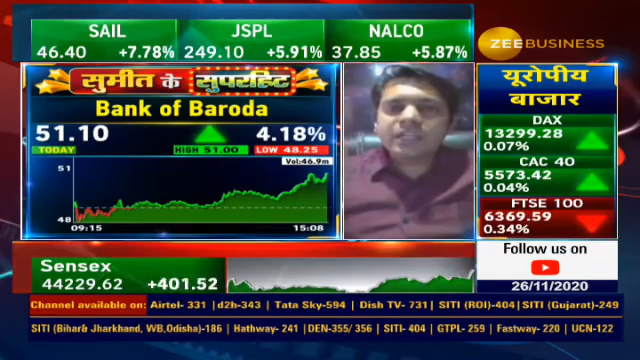 SAIL
46.40 +7.78%
JSPL
249.10 +5.91%
NALCO
37.85 +5.87%
ZEE BUSINESS
सुमीत के सुपरहिट
Bank of Baroda
51.10 4.18%
TODAY HIGH 51.00 LOW 48.25
Vol:46.9m
51
48
09:15 15:08
यूरोपीय
बाजार
DAX
13299.28
0.07%
CAC 40
5573.42
0.04%
FTSE 100
6369.59
0.34%
Follow us on
26/11/2020
Sensex
44229.62 +401.52
Channel available on: Airtel- 331 | d2h-343 | Tata Sky-594 | Dish TV- 731| SITI (ROI)-404| SITI (Gujarat)-249
SITI (Bihar& Jharkhand, WB,Odisha)-186 | Hathway- 241 |DEN-355/ 356 | SITI- 404 | GTPL- 259 | Fastway- 220 | UCN-122